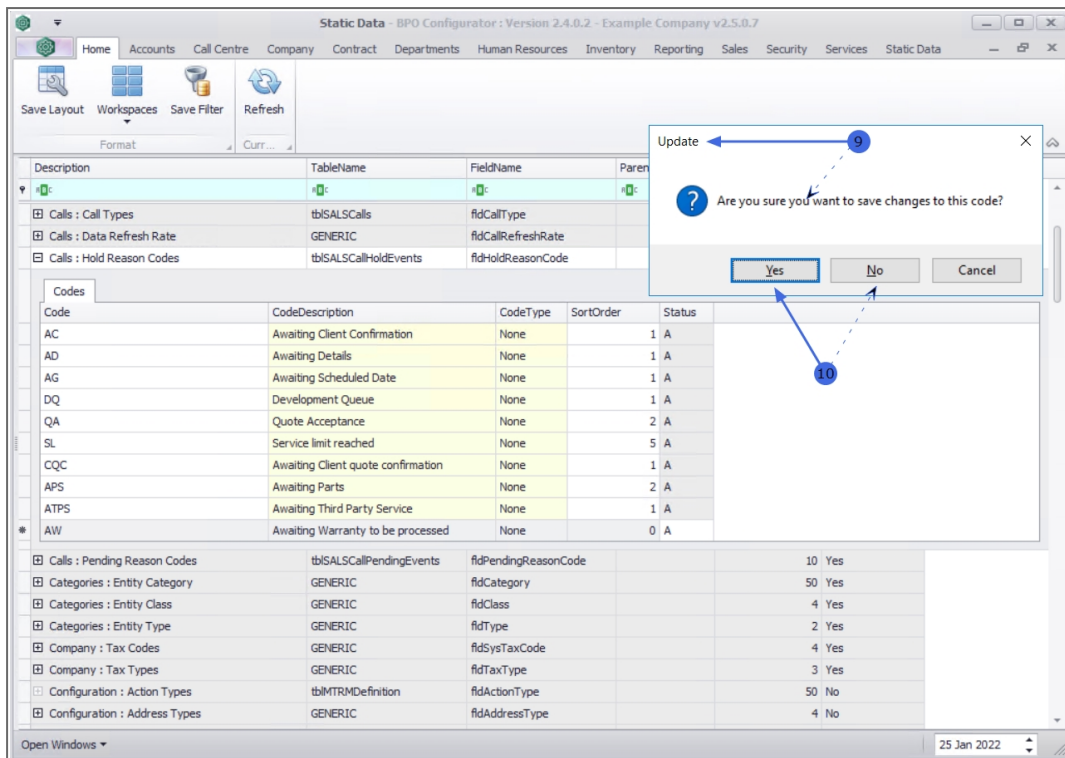 Static Data - BPO Configurator : Version 2.4.0.2 - Example Company v2.5.0.7
Home Accounts Call Centre Company Contract Departments Human Resources Inventory Reporting Sales Security Services Static Data
Save Layout Workspaces Save Filter Refresh
Format Curr...
Update 9
Are you sure you want to save changes to this code?
Yes No Cancel
10
Description TableName FieldName Paren
Calls : Call Types tblSALSCalls fldCallType
Calls : Data Refresh Rate GENERIC fldCallRefreshRate
Calls : Hold Reason Codes tblSALSCallHoldEvents fldHoldReasonCode
Codes
Code CodeDescription CodeType SortOrder Status
AC Awaiting Client Confirmation None 1 A
AD Awaiting Details None 1 A
AG Awaiting Scheduled Date None 1 A
DQ Development Queue None 1 A
QA Quote Acceptance None 2 A
SL Service limit reached None 5 A
CQC Awaiting Client quote confirmation None 1 A
APS Awaiting Parts None 2 A
ATPS Awaiting Third Party Service None 1 A
AW Awaiting Warranty to be processed None 0 A
Calls : Pending Reason Codes tblSALSCallPendingEvents fldPendingReasonCode 10 Yes
Categories : Entity Category GENERIC fldCategory 50 Yes
Categories : Entity Class GENERIC fldClass 4 Yes
Categories : Entity Type GENERIC fldType 2 Yes
Company : Tax Codes GENERIC fldSysTaxCode 4 Yes
Company : Tax Types GENERIC fldTaxType 3 Yes
Configuration : Action Types tblMTRMDefinition fldActionType 50 No
Configuration : Address Types GENERIC fldAddressType 4 No
Open Windows 25 Jan 2022